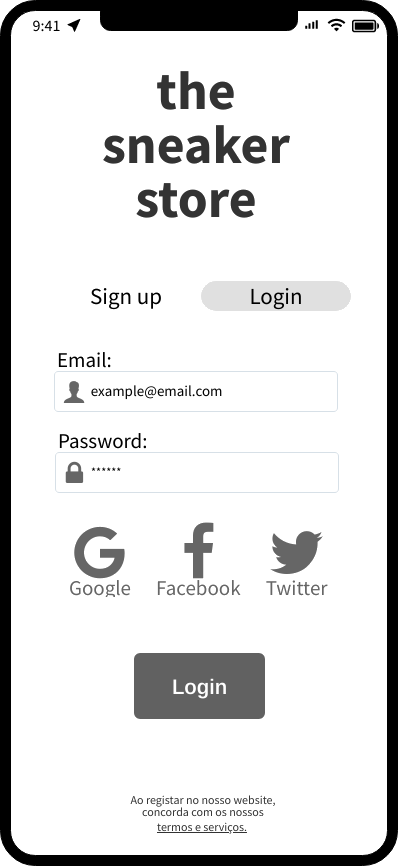 9:41
the
sneaker
store
Sign up Login
Email:
example@email.com
Password:
******
Google Facebook Twitter
Login
Ao registar no nosso website,
concorda com os nossos
termos e serviços.